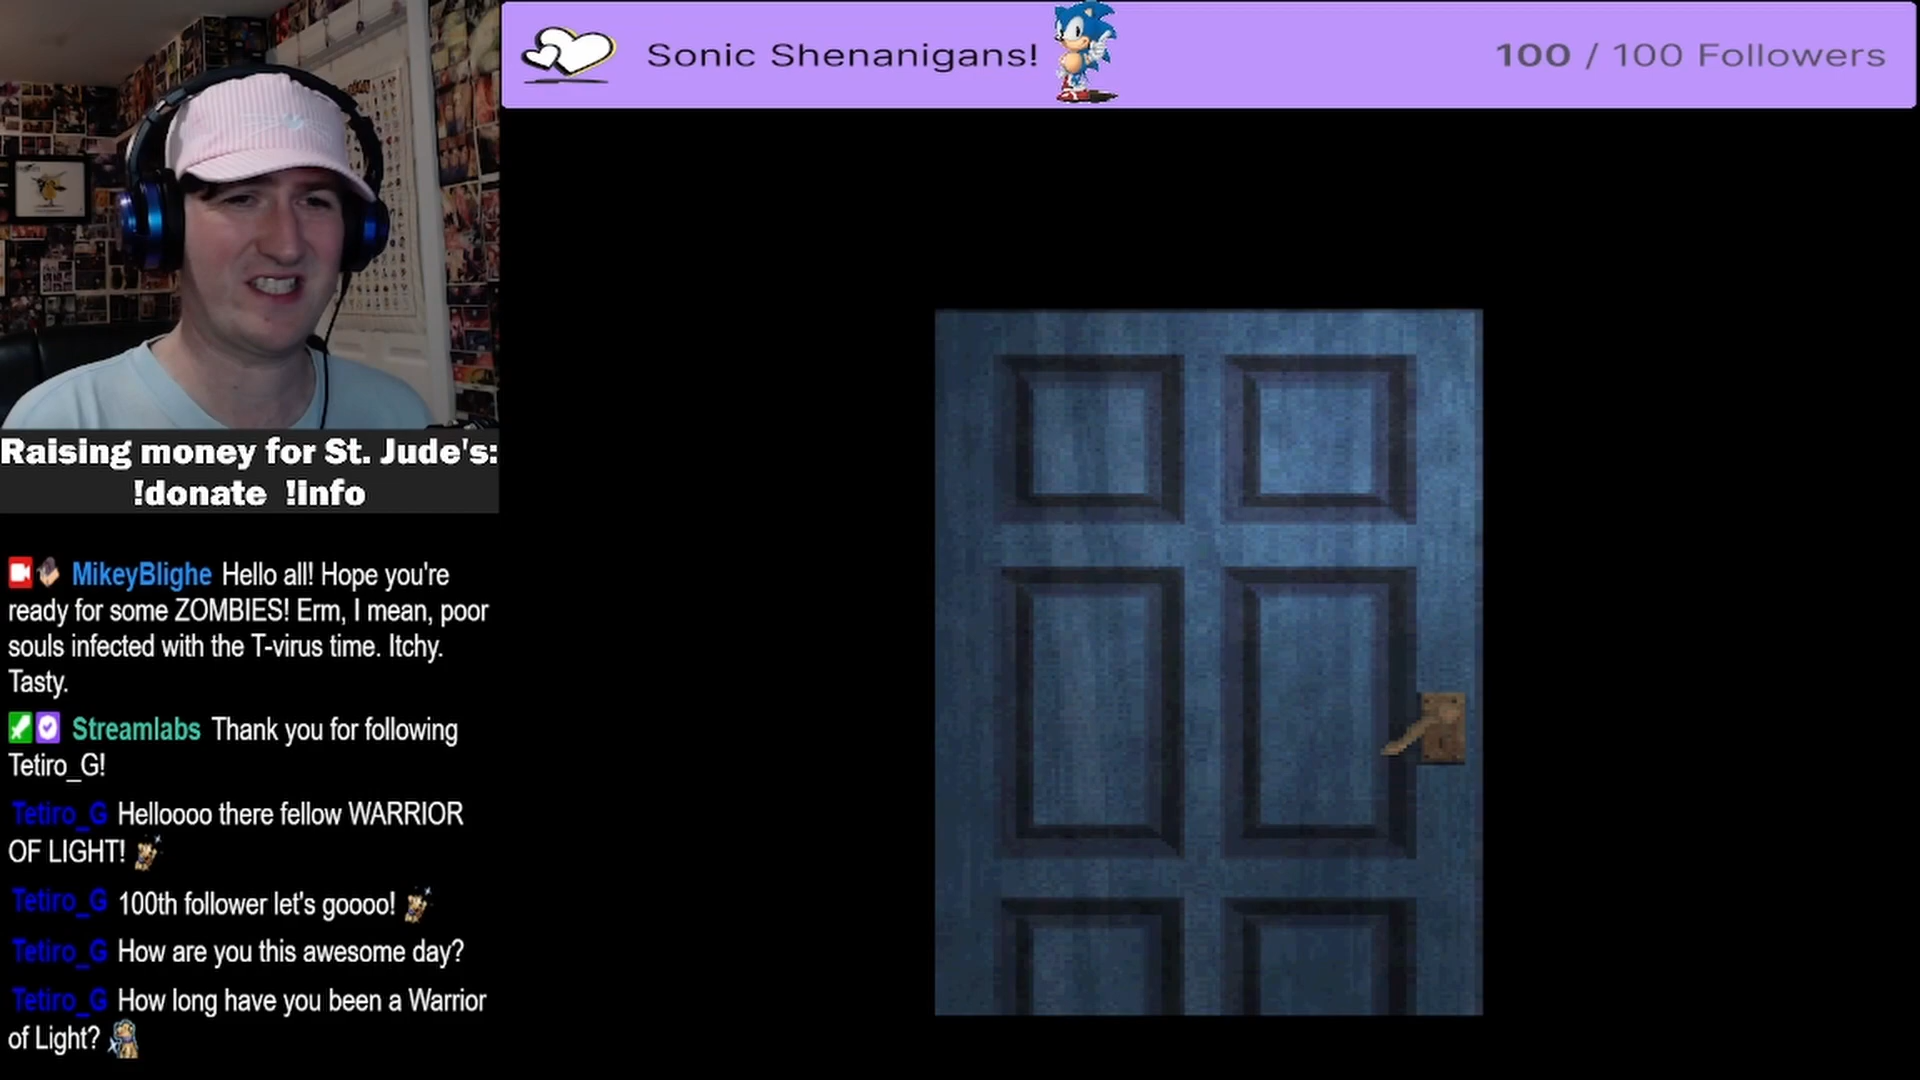 Sonic Shenanigans!
100 / 100 Followers
Raising money for St. Jude's:
!donate !info
MikeyBlighe Hello all! Hope you're
ready for some ZOMBIES! Erm, I mean, poor
souls infected with the T-virus time. Itchy.
Tasty.
Streamlabs Thank you for following
Tetiro_G!
Tetiro_G Helloooo there fellow WARRIOR
OF LIGHT!
Tetiro_G 100th follower let's goooo!
Tetiro_G How are you this awesome day?
Tetiro_G How long have you been a Warrior
of Light?